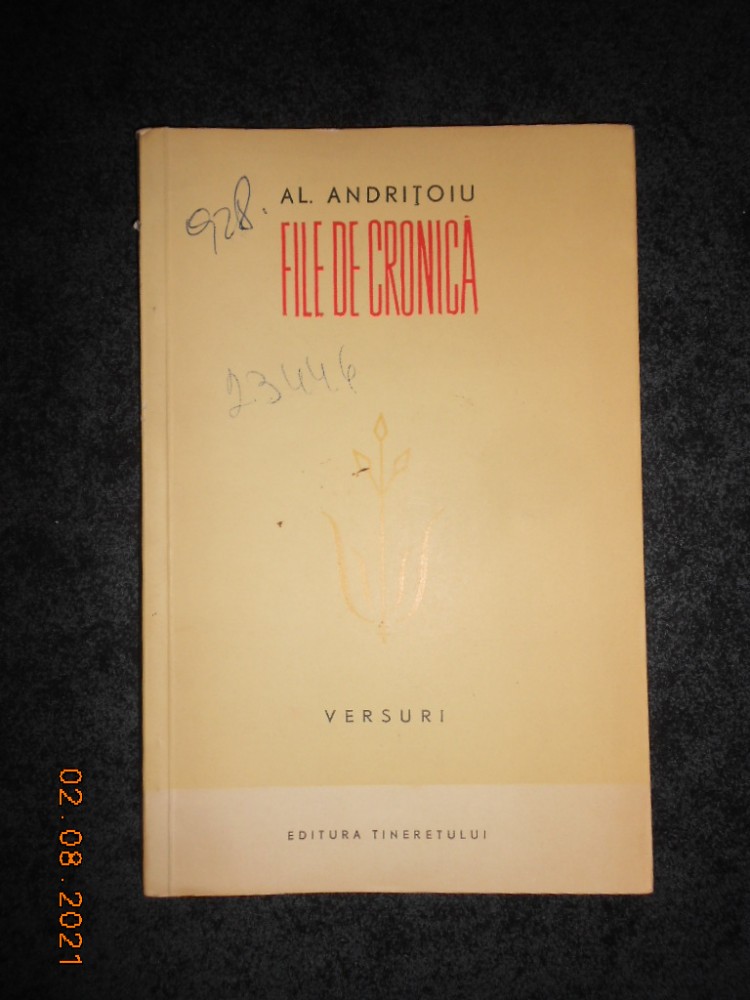 AL. ANDRIŢOIU
928.
FILE DE CRONICĂ
23446
VERSURI
EDITURA TINERETULUI
02.08.2021